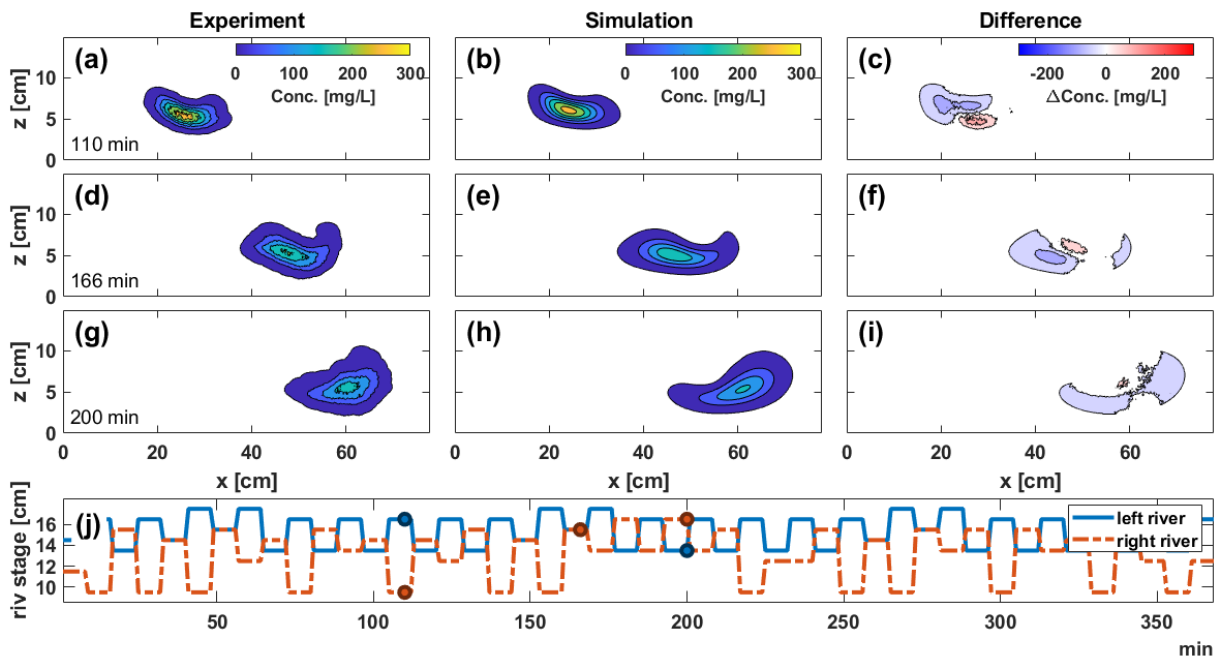 Experiment Simulation Difference
(a) (b) (c)
0 100 200 300 0 100 200 300 -200 0 200
Conc. [mg/L] Conc. [mg/L] ΔConc. [mg/L]
z [cm]
10
5
0
110 min
(d) (e) (f)
z [cm]
10
5
0
166 min
(g) (h) (i)
z [cm]
10
5
0
200 min
0 20 40 60 0 20 40 60 0 20 40 60
x [cm] x [cm] x [cm]
(j)
riv stage [cm]
16
14
12
10
left river
right river
50 100 150 200 250 300 350
min